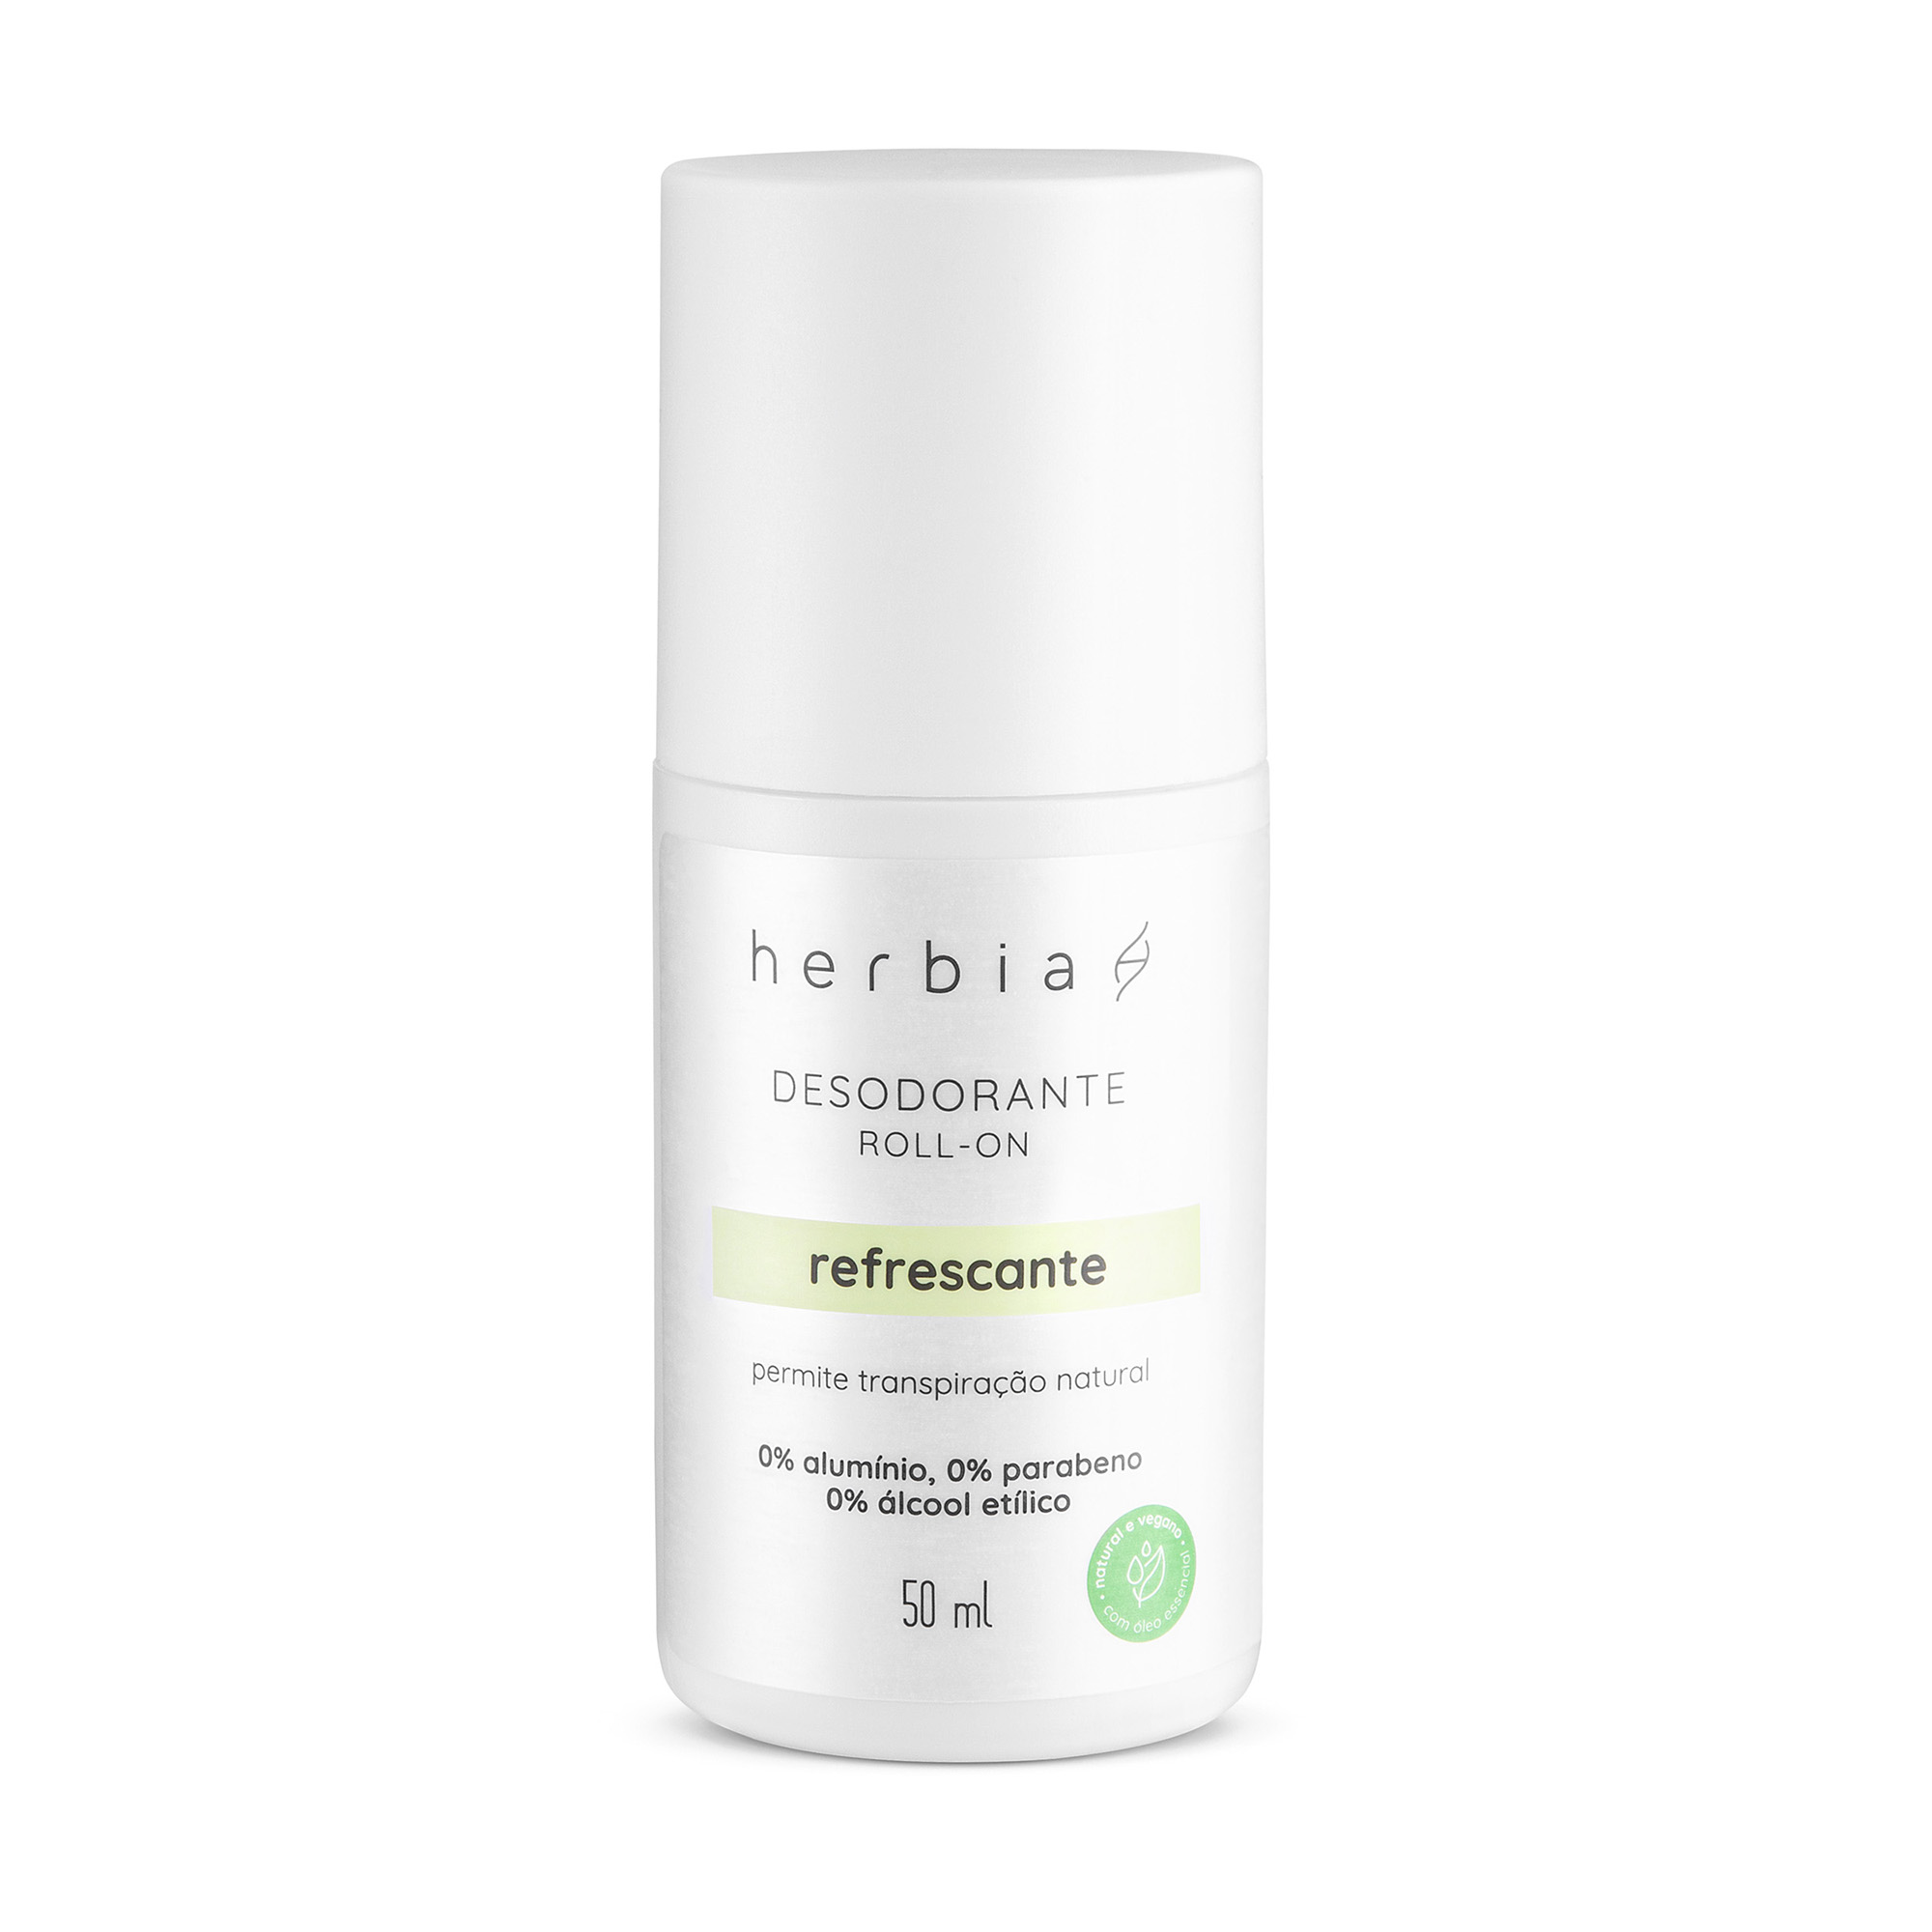 herbia
DESODORANTE
ROLL-ON
refrescante
permite transpiração natural
0% alumínio, 0% parabeno
0% álcool etílico
50 ml
• natural e vegano •
com óleo essencial